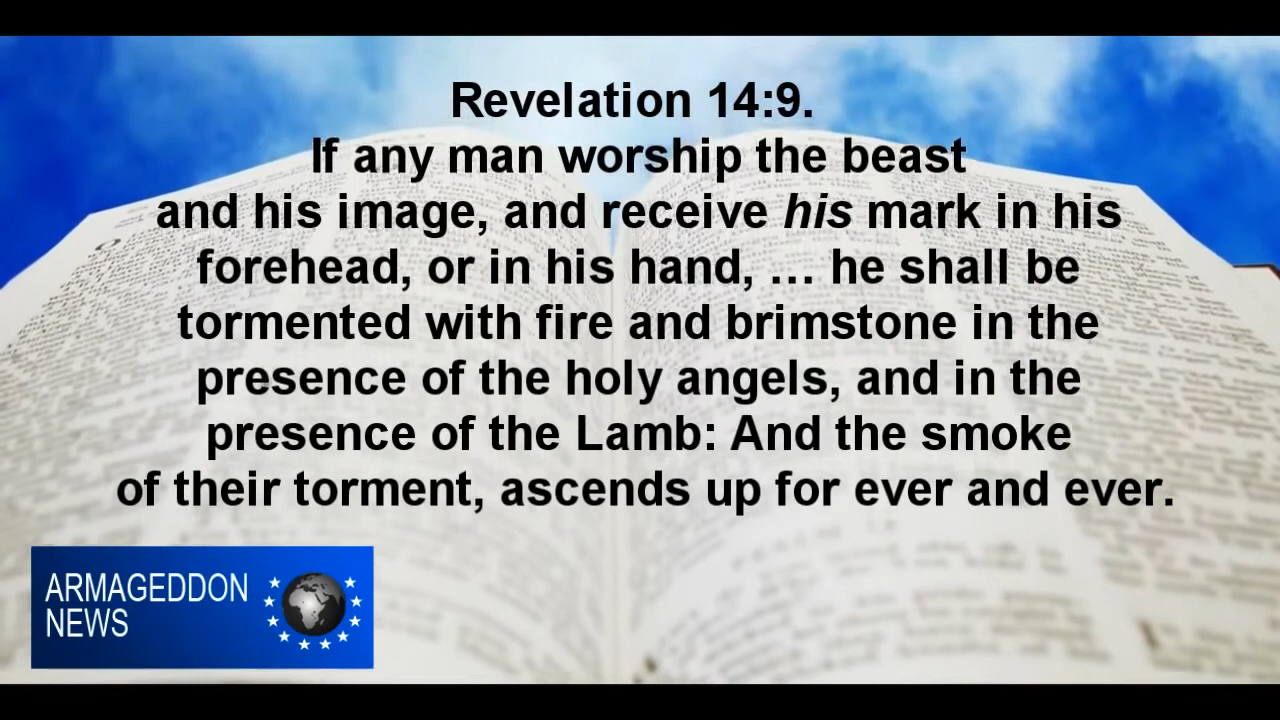 Revelation 14:9.
If any man worship the beast
and his image, and receive his mark in his
forehead, or in his hand, ... he shall be
tormented with fire and brimstone in the
presence of the holy angels, and in the
presence of the Lamb: And the smoke
of their torment, ascends up for ever and ever.
ARMAGEDDON
NEWS